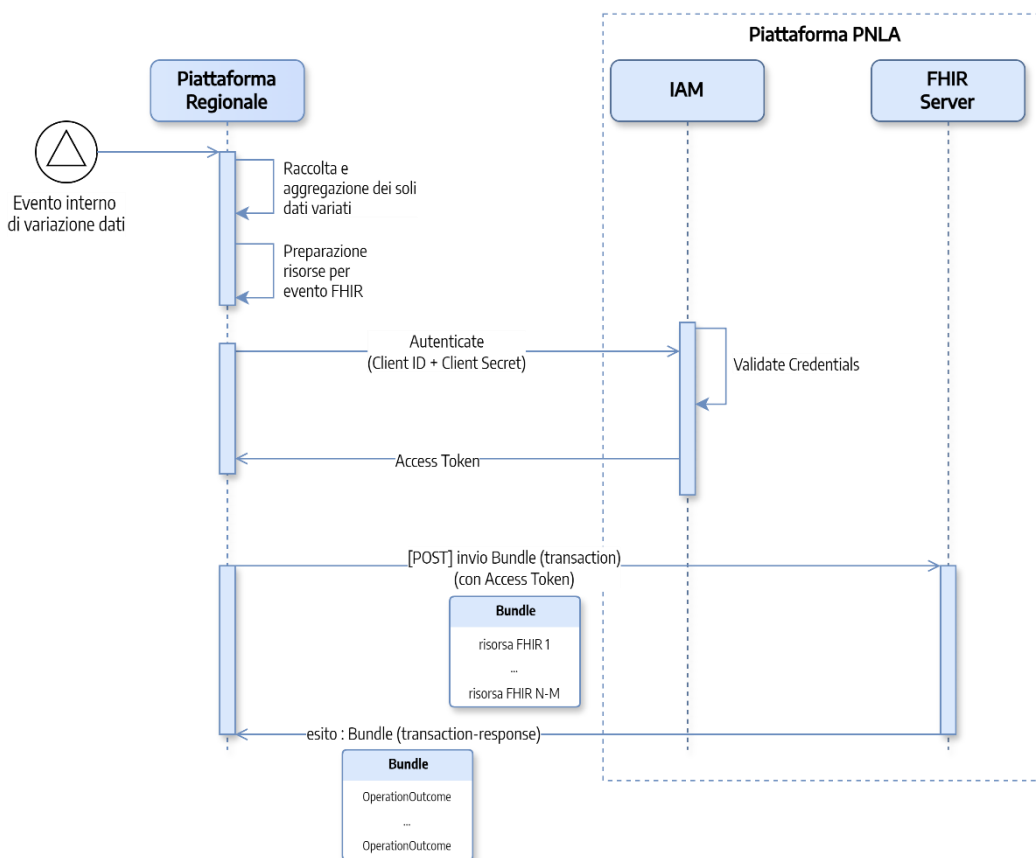 Piattaforma PNLA
Piattaforma
Regionale
IAM
FHIR
Server
Evento interno
di variazione dati
Raccolta e
aggregazione dei soli
dati variati
Preparazione
risorse per
evento FHIR
Autenticate
(Client ID + Client Secret)
Validate Credentials
Access Token
[POST] invio Bundle (transaction)
(con Access Token)
Bundle
risorsa FHIR 1
...
risorsa FHIR N-M
esito : Bundle (transaction-response)
Bundle
OperationOutcome
...
OperationOutcome